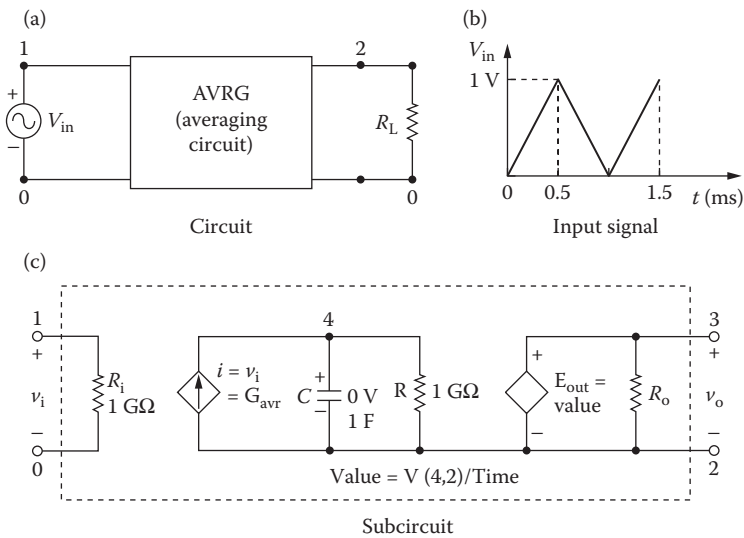 (a)
1
2
+
V_in
−
AVRG
(averaging
circuit)
R_L
0
0
Circuit
(b)
V_in
1 V
0
0.5
1.5
t (ms)
Input signal
(c)
1
+
v_i
−
0
R_i
1 GΩ
i = v_i
= G_avr
4
+
C
−
0 V
1 F
R
1 GΩ
+
E_out =
value
−
R_o
3
+
v_o
−
2
Value = V (4,2)/Time
Subcircuit